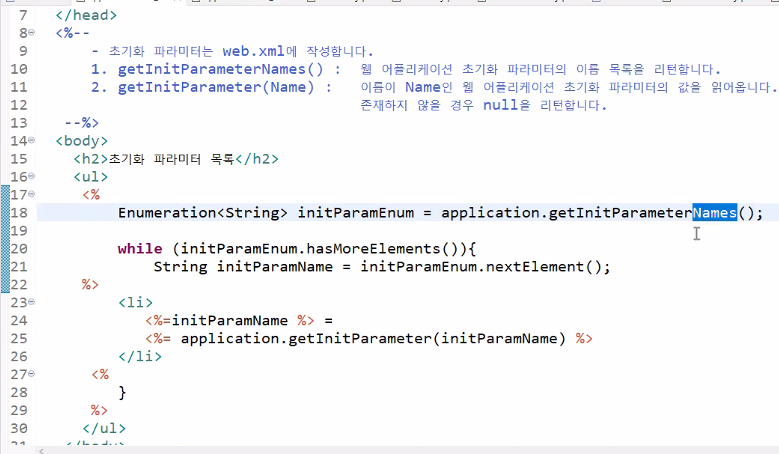 7 </head>
8 <%--
9 - 초기화 파라미터는 web.xml에 작성합니다.
10 1. getInitParameterNames() : 웹 어플리케이션 초기화 파라미터의 이름 목록을 리턴합니다.
11 2. getInitParameter(Name) : 이름이 Name인 웹 어플리케이션 초기화 파라미터의 값을 읽어옵니다.
12 존재하지 않을 경우 null을 리턴합니다.
13 --%>
14 <body>
15 <h2>초기화 파라미터 목록</h2>
16 <ul>
17 <%
18 Enumeration<String> initParamEnum = application.getInitParameterNames();
19
20 while (initParamEnum.hasMoreElements()){
21 String initParamName = initParamEnum.nextElement();
22 %>
23 <li>
24 <%=initParamName %> =
25 <%= application.getInitParameter(initParamName) %>
26 </li>
27 <%
28 }
29 %>
30 </ul>